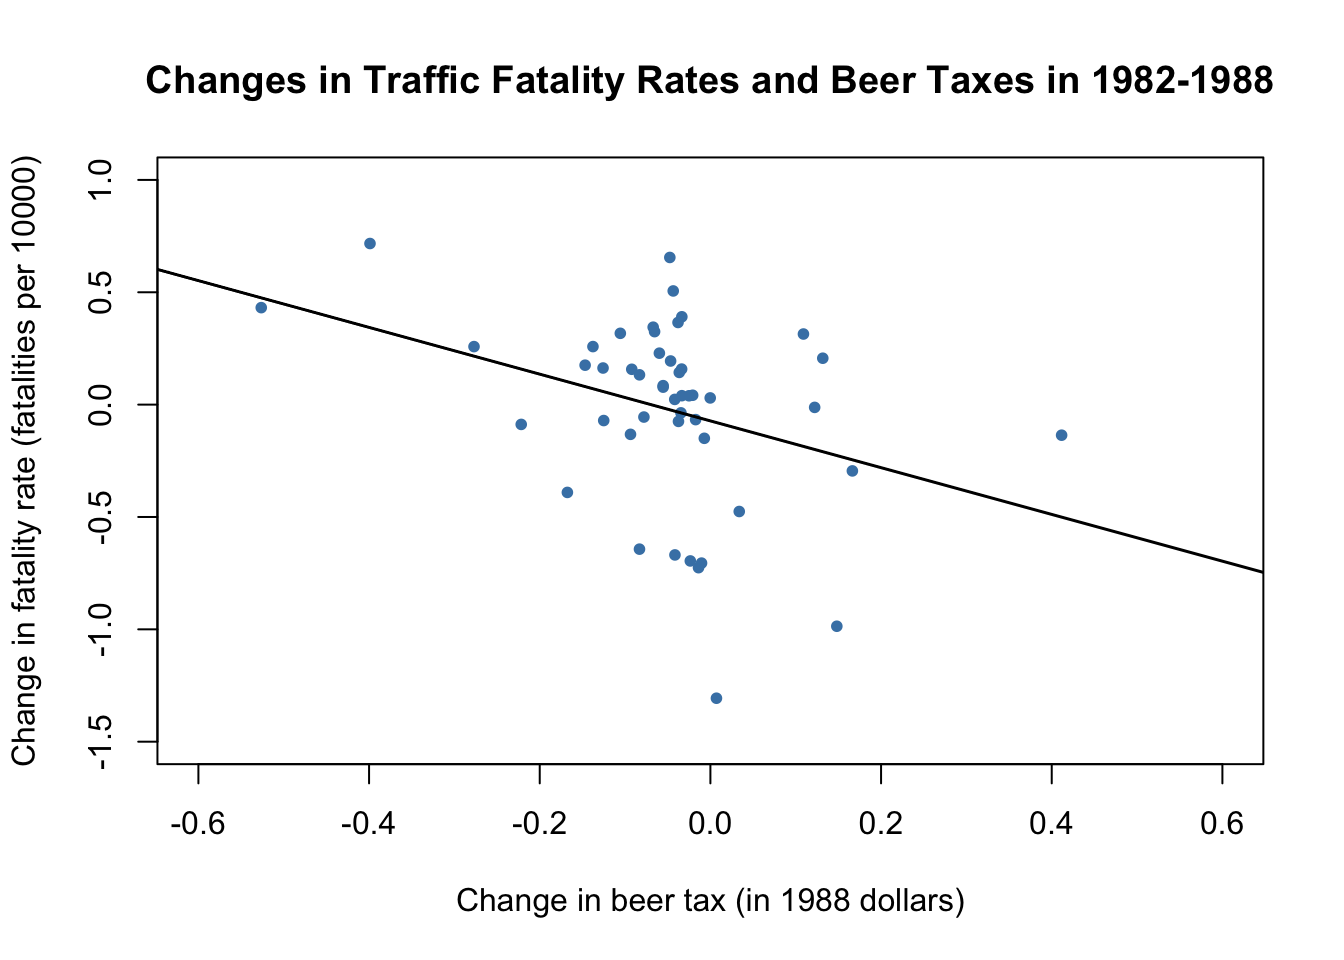 Changes in Traffic Fatality Rates and Beer Taxes in 1982-1988
Change in fatality rate (fatalities per 10000)
1.0
0.5
0.0
-0.5
-1.0
-1.5
-0.6 -0.4 -0.2 0.0 0.2 0.4 0.6
Change in beer tax (in 1988 dollars)